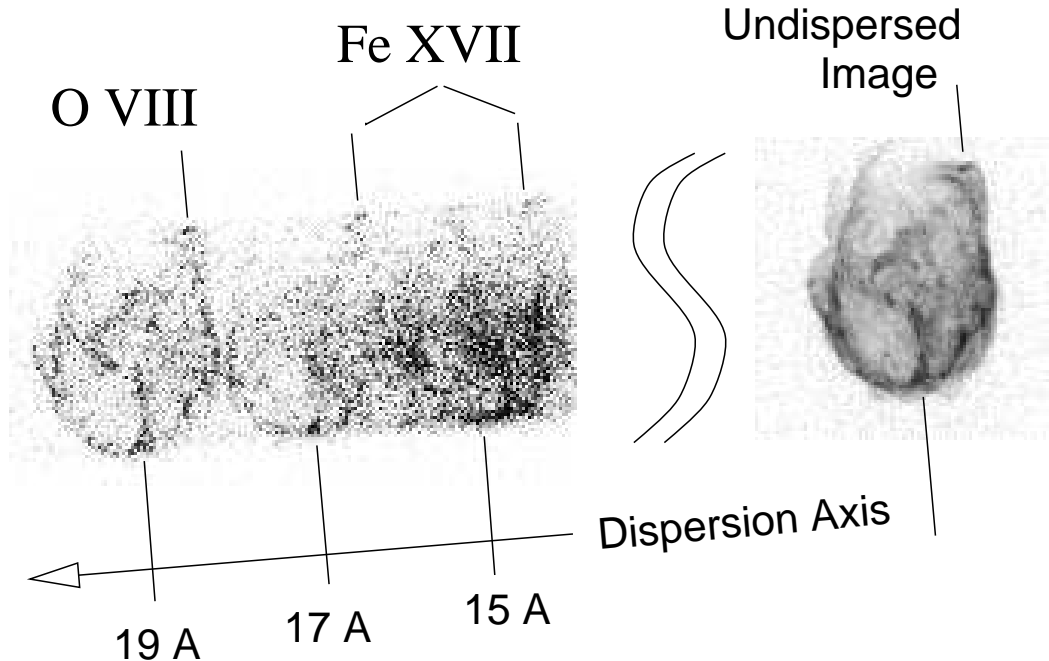 Undispersed
Image
Fe XVII
O VIII
Dispersion Axis
19 A
17 A
15 A